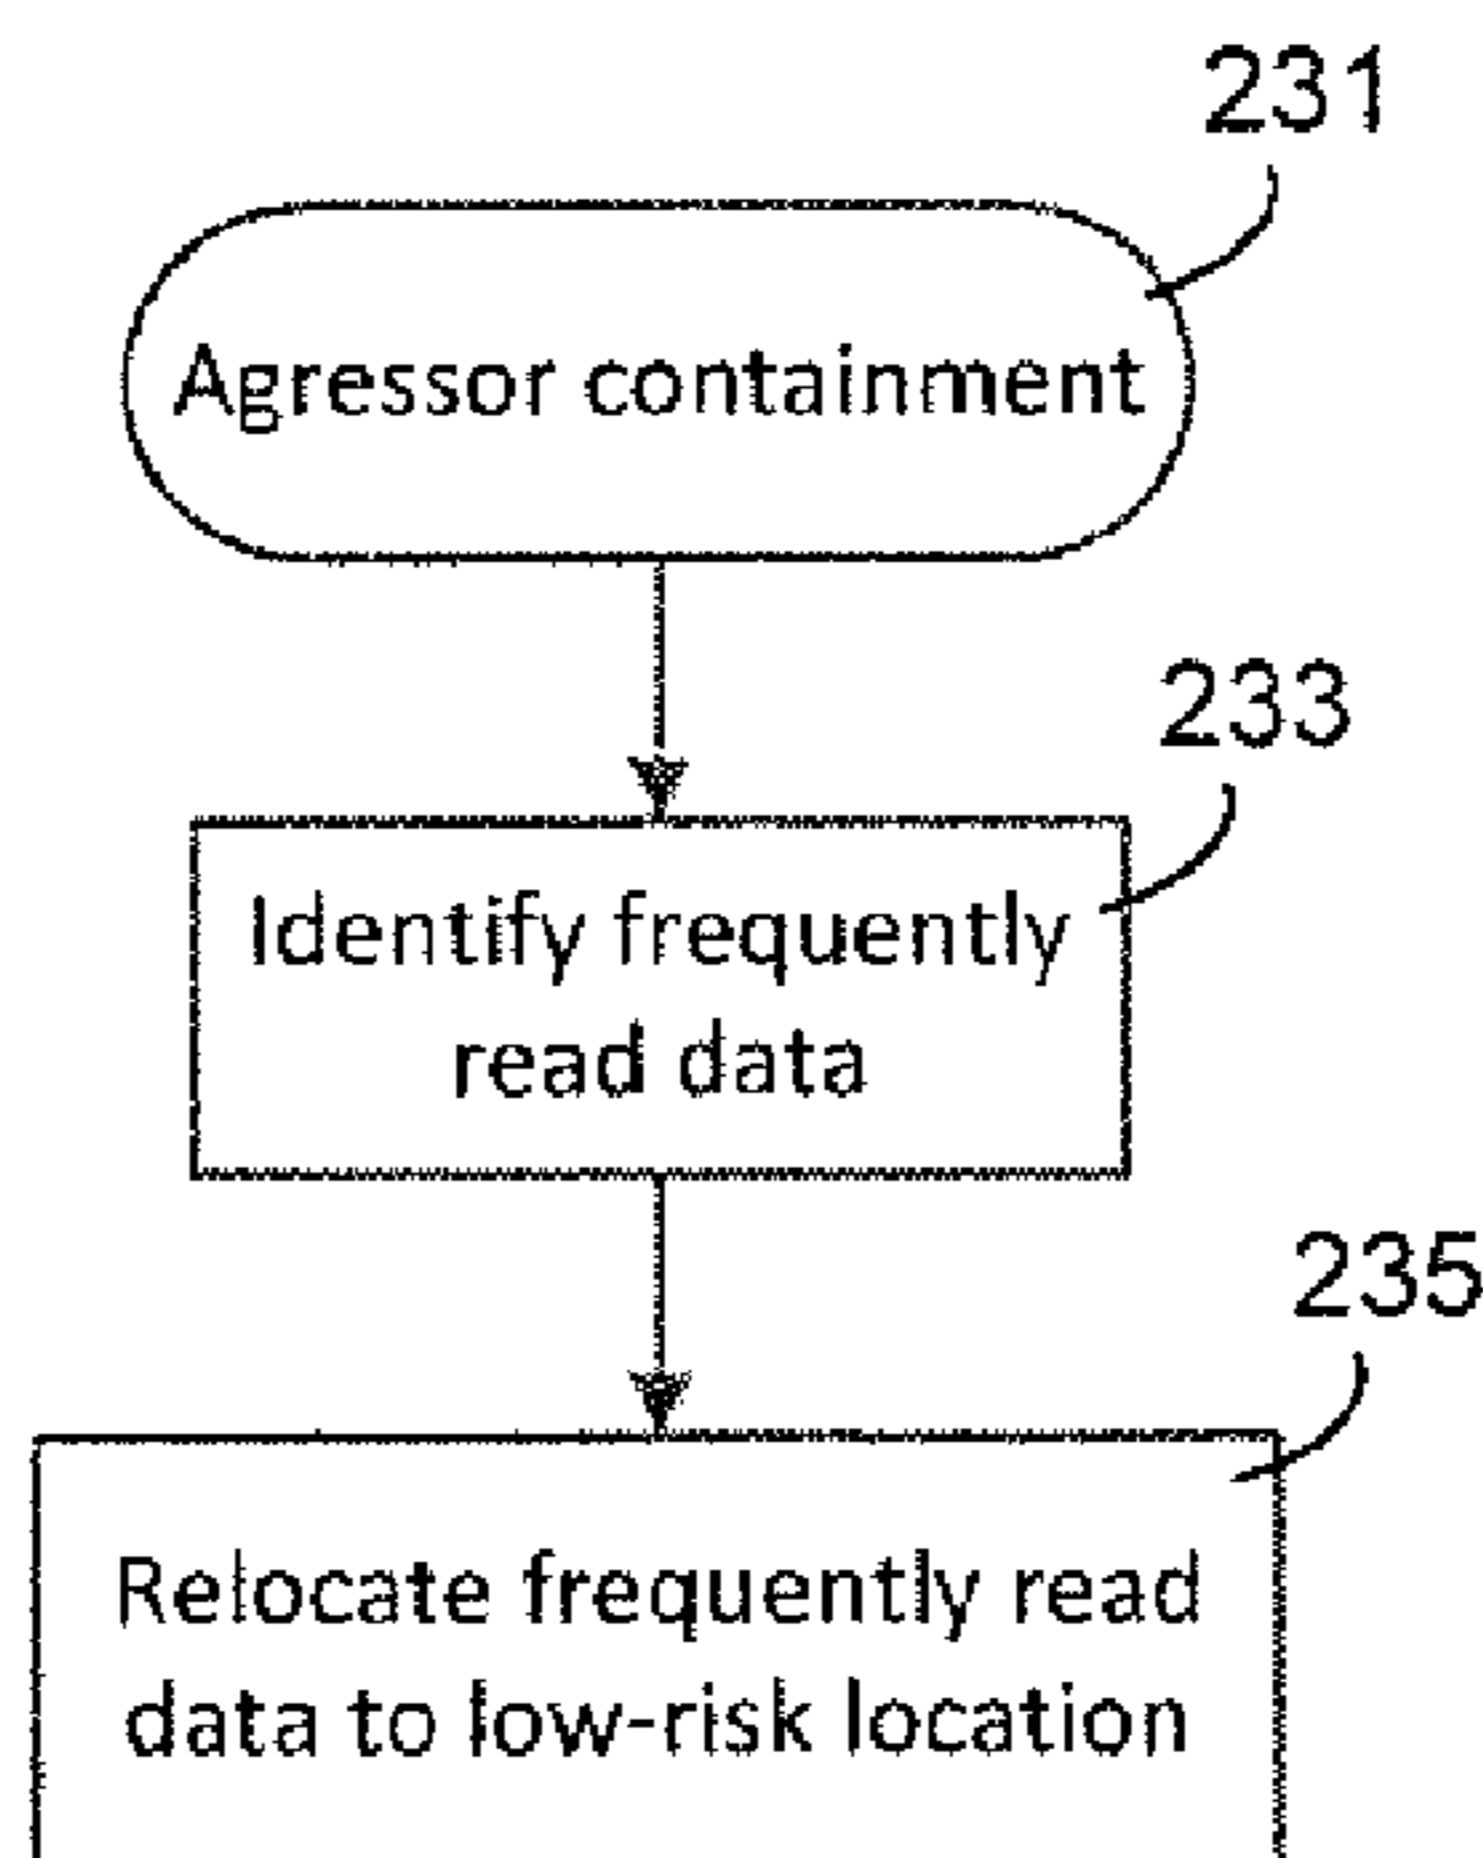 231
Agressor containment
233
Identify frequently
read data
235
Relocate frequently read
data to low-risk location